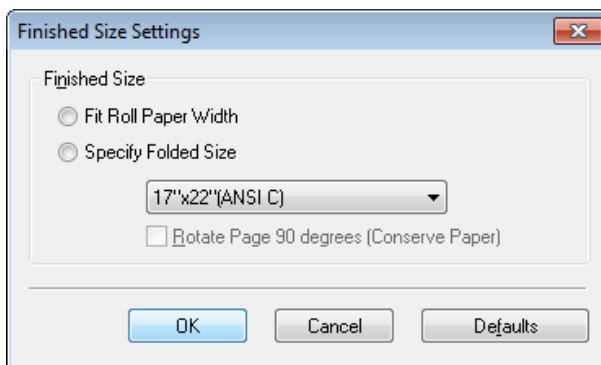 Finished Size Settings
Finished Size
Fit Roll Paper Width
Specify Folded Size
17"x22"(ANSI C)
Rotate Page 90 degrees (Conserve Paper)
OK Cancel Defaults